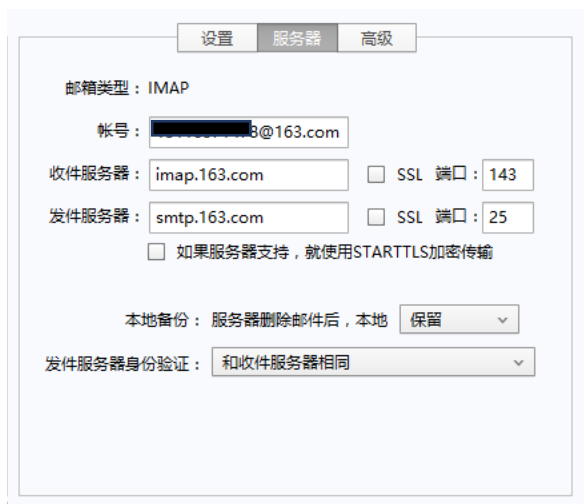 设置 服务器 高级
邮箱类型：IMAP
帐号：8@163.com
收件服务器：imap.163.com SSL 端口：143
发件服务器：smtp.163.com SSL 端口：25
如果服务器支持，就使用STARTTLS加密传输
本地备份：服务器删除邮件后，本地 保留
发件服务器身份验证：和收件服务器相同